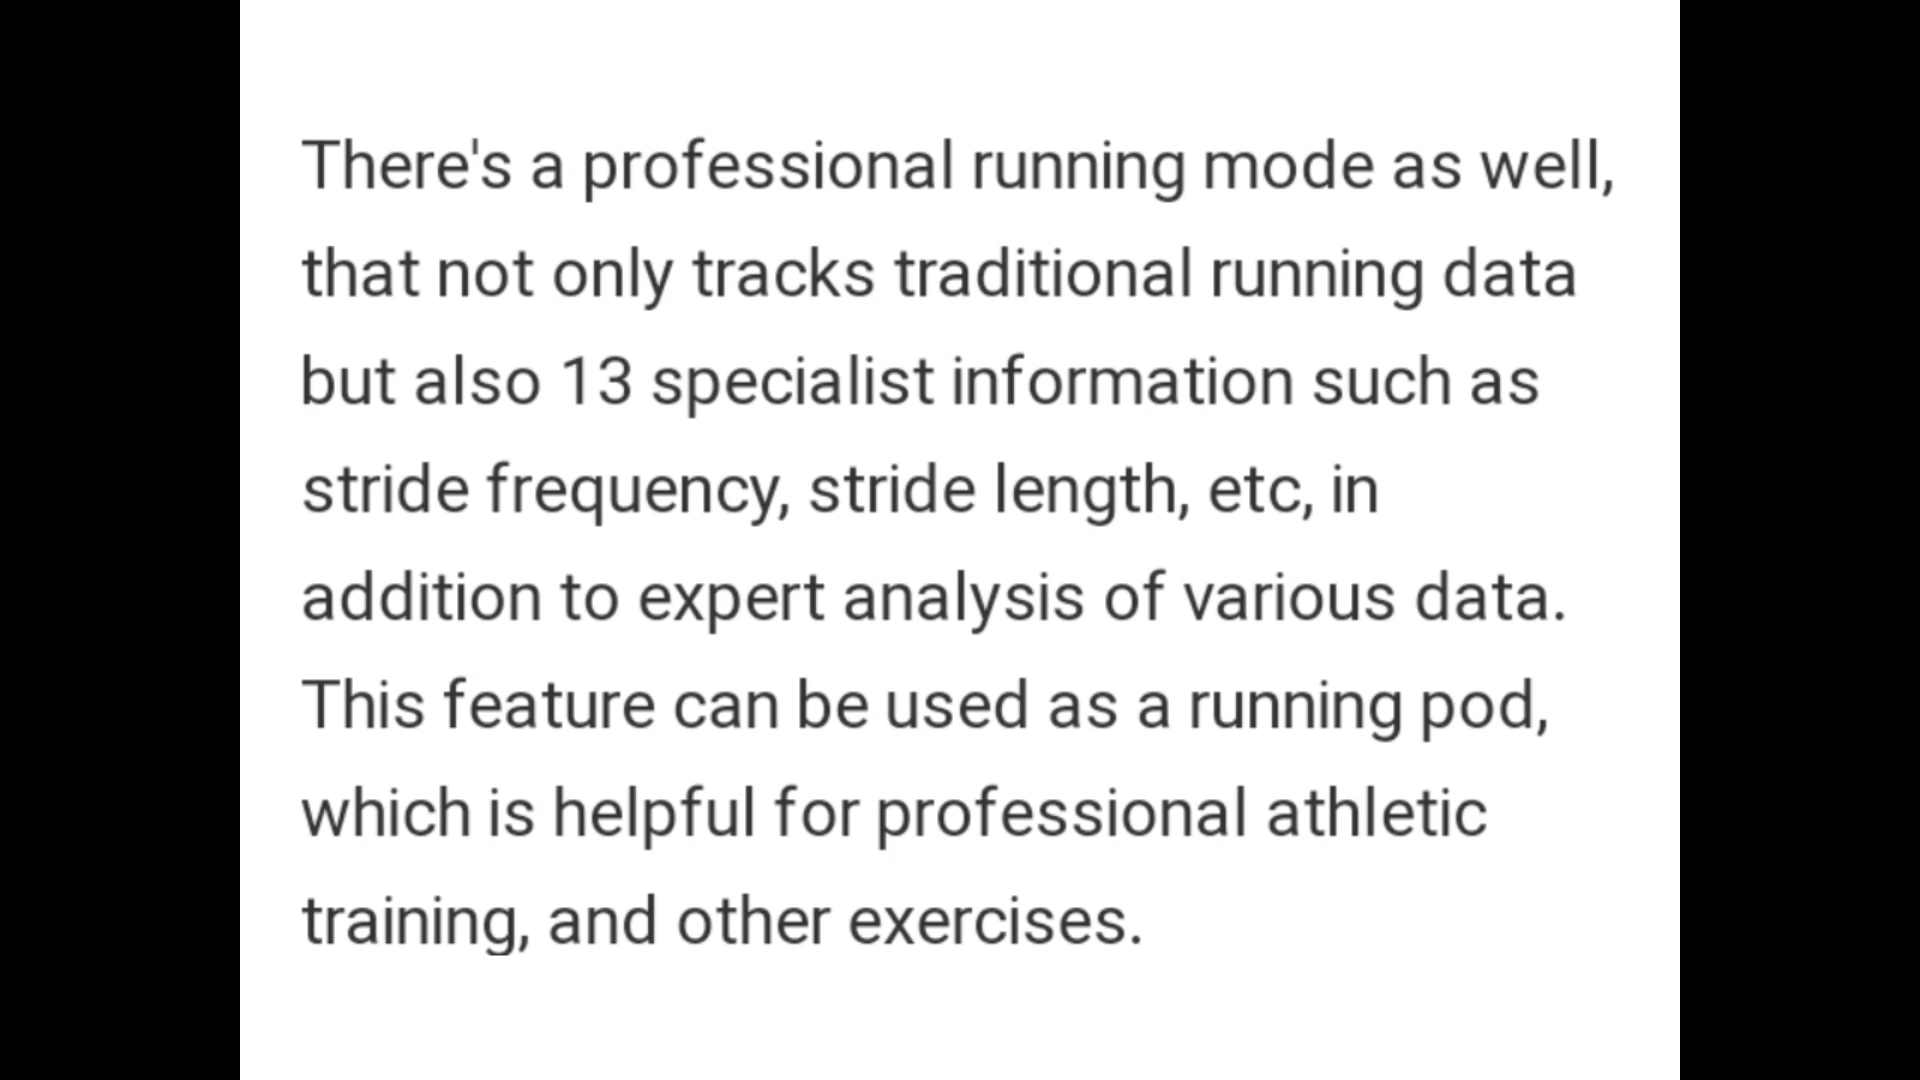 There's a professional running mode as well,
that not only tracks traditional running data
but also 13 specialist information such as
stride frequency, stride length, etc, in
addition to expert analysis of various data.
This feature can be used as a running pod,
which is helpful for professional athletic
training, and other exercises.